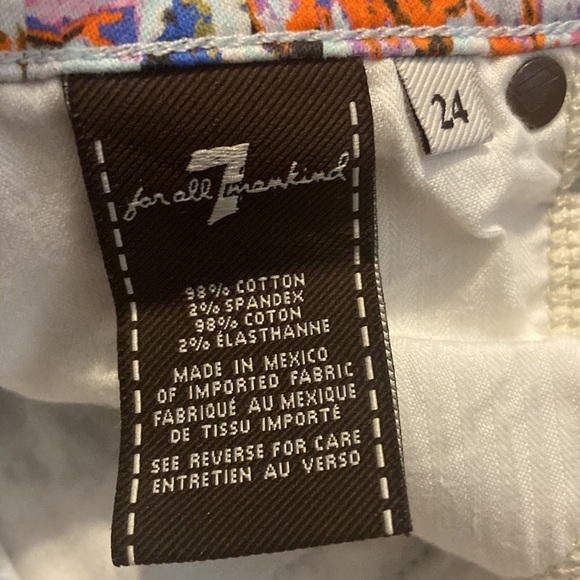 24
for all 7 mankind
98% COTTON
2% SPANDEX
98% COTON
2% ÉLASTHANNE
MADE IN MEXICO
OF IMPORTED FABRIC
FABRIQUÉ AU MEXIQUE
DE TISSU IMPORTÉ
SEE REVERSE FOR CARE
ENTRETIEN AU VERSO